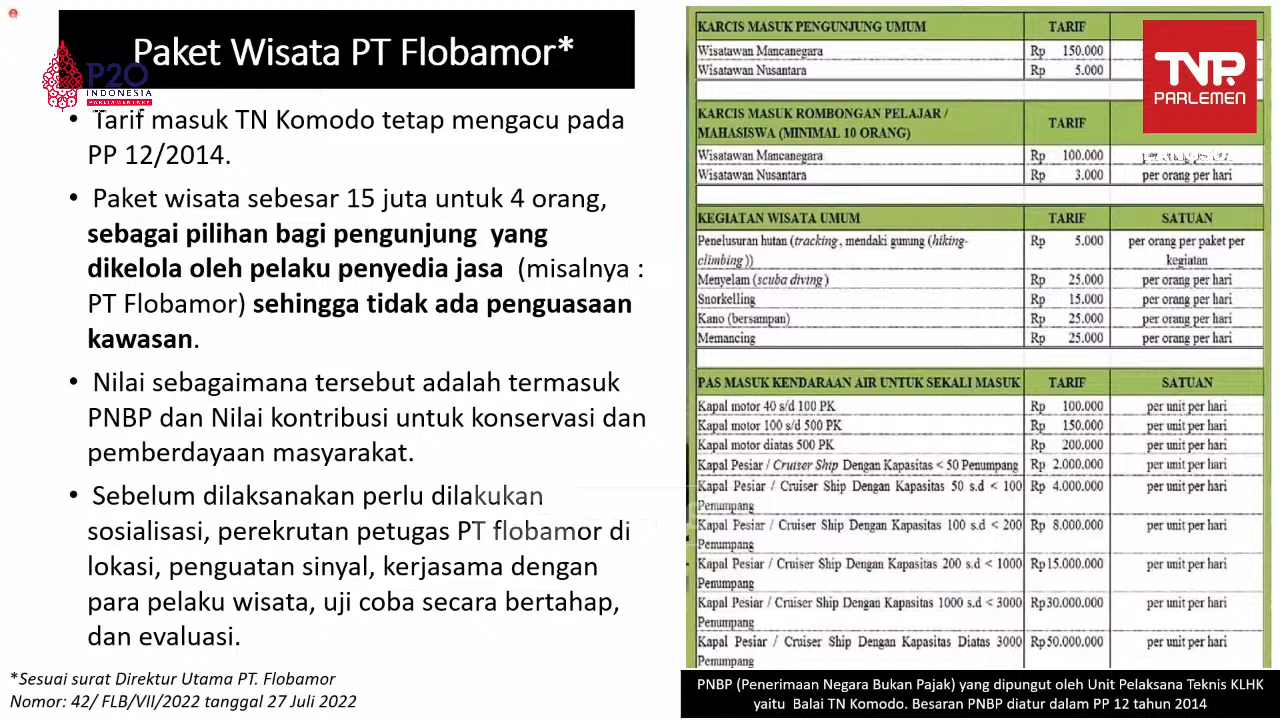 Paket Wisata PT Flobamor*
P20
INDONESIA
PARLIAMENTARY
• Tarif masuk TN Komodo tetap mengacu pada
PP 12/2014.
• Paket wisata sebesar 15 juta untuk 4 orang,
sebagai pilihan bagi pengunjung yang
dikelola oleh pelaku penyedia jasa (misalnya :
PT Flobamor) sehingga tidak ada penguasaan
kawasan.
• Nilai sebagaimana tersebut adalah termasuk
PNBP dan Nilai kontribusi untuk konservasi dan
pemberdayaan masyarakat.
• Sebelum dilaksanakan perlu dilakukan
sosialisasi, perekrutan petugas PT flobamor di
lokasi, penguatan sinyal, kerjasama dengan
para pelaku wisata, uji coba secara bertahap,
dan evaluasi.
*Sesuai surat Direktur Utama PT. Flobamor
Nomor: 42/ FLB/VII/2022 tanggal 27 Juli 2022
KARCIS MASUK PENGUNJUNG UMUM TARIF
Wisatawan Mancanegara Rp 150.000
Wisatawan Nusantara Rp 5.000
TVR
PARLEMEN
KARCIS MASUK ROMBONGAN PELAJAR /
MAHASISWA (MINIMAL 10 ORANG) TARIF
Wisatawan Mancanegara Rp 100.000
Wisatawan Nusantara Rp 3.000 per orang per hari
KEGIATAN WISATA UMUM TARIF SATUAN
Penelusuran hutan (tracking, mendaki gunung (hiking- Rp 5.000 per orang per paket per
climbing)) kegiatan
Menyelam (scuba diving) Rp 25.000 per orang per hari
Snorkelling Rp 15.000 per orang per hari
Kano (bersampan) Rp 25.000 per orang per hari
Memancing Rp 25.000 per orang per hari
PAS MASUK KENDARAAN AIR UNTUK SEKALI MASUK TARIF SATUAN
Kapal motor 40 s/d 100 PK Rp 100.000 per unit per hari
Kapal motor 100 s/d 500 PK Rp 150.000 per unit per hari
Kapal motor diatas 500 PK Rp 200.000 per unit per hari
Kapal Pesiar / Cruiser Ship Dengan Kapasitas < 50 Penumpang Rp 2.000.000 per unit per hari
Kapal Pesiar / Cruiser Ship Dengan Kapasitas 50 s.d < 100 Rp 4.000.000 per unit per hari
Penumpang
Kapal Pesiar / Cruiser Ship Dengan Kapasitas 100 s.d < 200 Rp 8.000.000 per unit per hari
Penumpang
Kapal Pesiar / Cruiser Ship Dengan Kapasitas 200 s.d < 1000 Rp15.000.000 per unit per hari
Penumpang
Kapal Pesiar / Cruiser Ship Dengan Kapasitas 1000 s.d < 3000 Rp30.000.000 per unit per hari
Penumpang
Kapal Pesiar / Cruiser Ship Dengan Kapasitas Diatas 3000 Rp50.000.000 per unit per hari
Penumpang
PNBP (Penerimaan Negara Bukan Pajak) yang dipungut oleh Unit Pelaksana Teknis KLHK
yaitu Balai TN Komodo. Besaran PNBP diatur dalam PP 12 tahun 2014